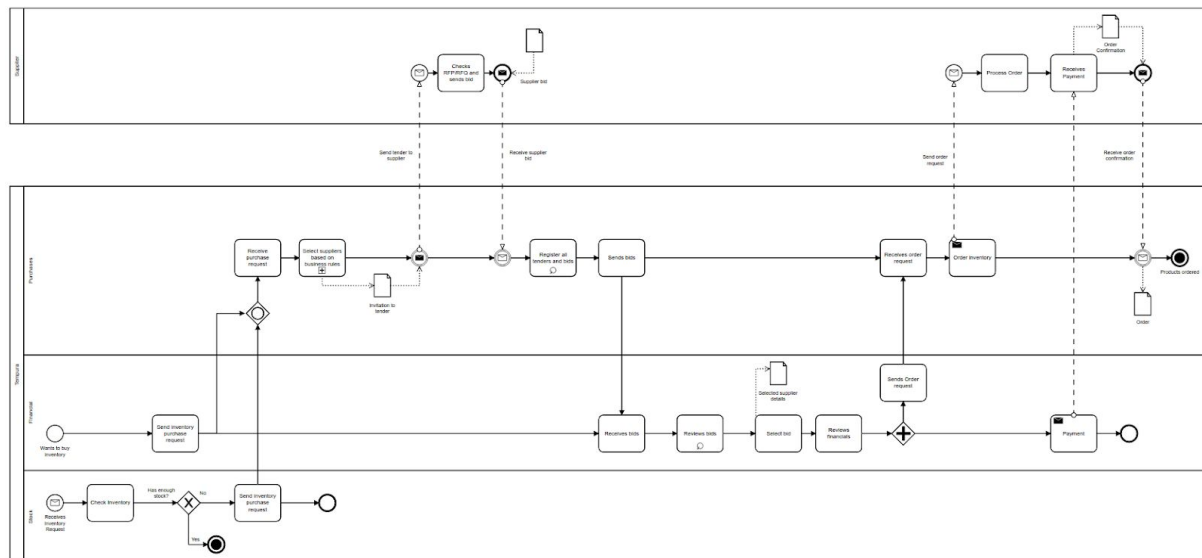 Supplier
Checks
RFP/RFQ and
sends bid
Supplier bid
Process Order
Receives
Payment
Order
Confirmation
Send tender to
supplier
Receive supplier
bid
Send order
request
Receive order
confirmation
Purchases
Receive
purchase
request
Select suppliers
based on
business rules
Invitation to
tender
Register all
tenders and bids
Sends bids
Receives order
request
Order Inventory
Products ordered
Order
Financial
Wants to buy
inventory
Send inventory
purchase
request
Receives bids
Reviews bids
Selected supplier
details
Select bid
Reviews
financials
Sends Order
request
Payment
Stock
Receives
Inventory
Request
Check Inventory
Has enough
stock?
No
Yes
Send inventory
purchase
request